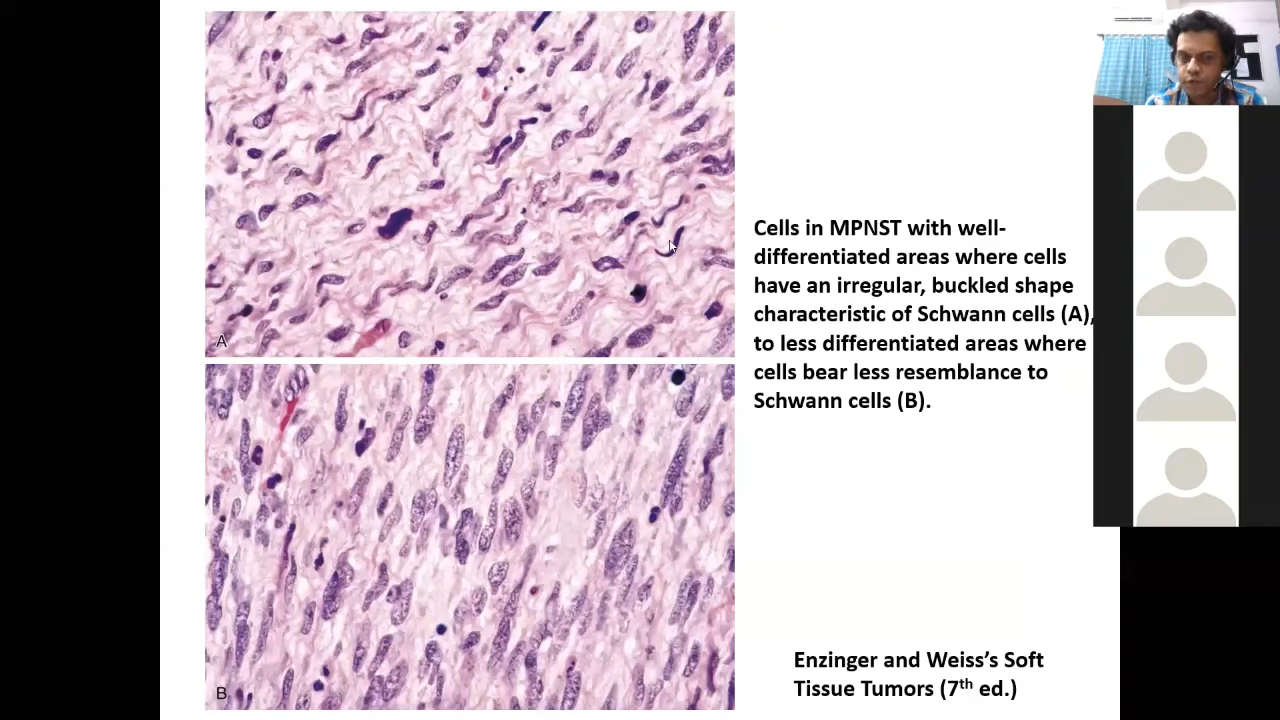 A
Cells in MPNST with well-
differentiated areas where cells
have an irregular, buckled shape
characteristic of Schwann cells (A),
to less differentiated areas where
cells bear less resemblance to
Schwann cells (B).
B
Enzinger and Weiss’s Soft
Tissue Tumors (7th ed.)